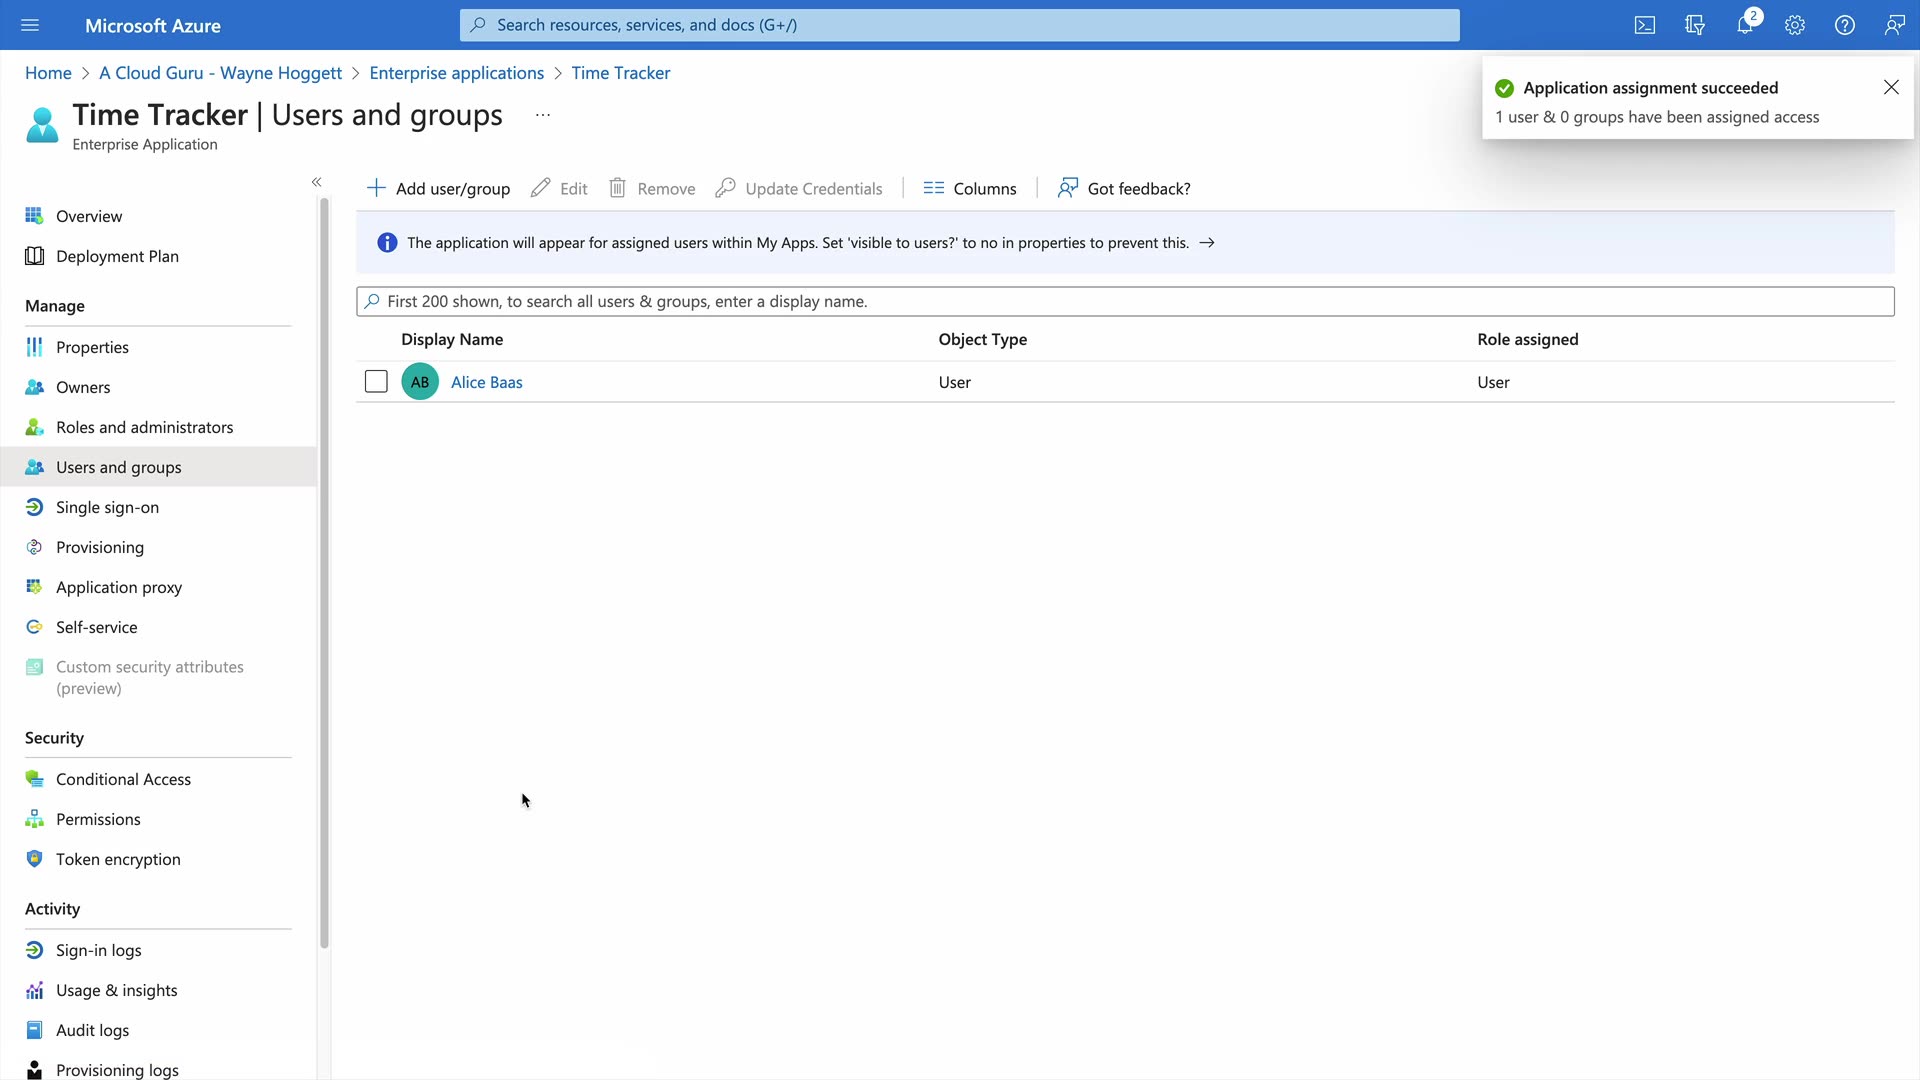 Microsoft Azure
Search resources, services, and docs (G+/)
2
Home > A Cloud Guru - Wayne Hoggett > Enterprise applications > Time Tracker
Application assignment succeeded
1 user & 0 groups have been assigned access
Time Tracker | Users and groups ...
Enterprise Application
«
Overview
Deployment Plan
Manage
Properties
Owners
Roles and administrators
Users and groups
Single sign-on
Provisioning
Application proxy
Self-service
Custom security attributes
(preview)
Security
Conditional Access
Permissions
Token encryption
Activity
Sign-in logs
Usage & insights
Audit logs
Provisioning logs
Add user/group Edit Remove Update Credentials Columns Got feedback?
The application will appear for assigned users within My Apps. Set 'visible to users?' to no in properties to prevent this. →
First 200 shown, to search all users & groups, enter a display name.
Display Name Object Type Role assigned
AB Alice Baas User User